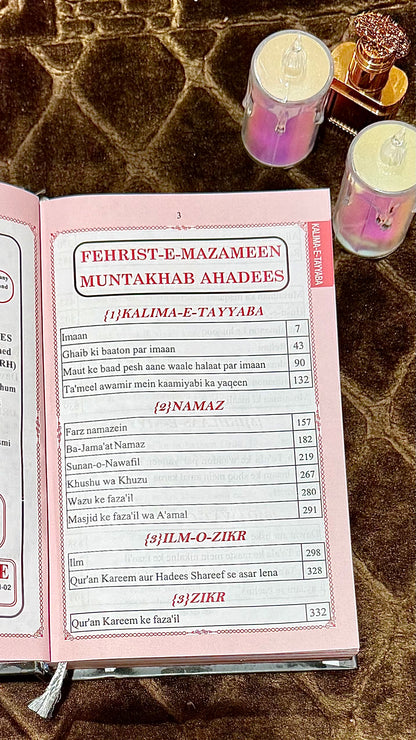 3
KALIMA-E-TAYYABA
FEHRIST-E-MAZAMEEN
MUNTAKHAB AHADEES
{1}KALIMA-E-TAYYABA
Imaan 7
Ghaib ki baaton par imaan 43
Maut ke baad pesh aane waale halaat par imaan 90
Ta'meel awamir mein kaamiyabi ka yaqeen 132
{2}NAMAZ
Farz namazein 157
Ba-Jama'at Namaz 182
Sunan-o-Nawafil 219
Khushu wa Khuzu 267
Wazu ke faza'il 280
Masjid ke faza'il wa A'mal 291
{3}ILM-O-ZIKR
Ilm 298
Qur'an Kareem aur Hadees Shareef se asar lena 328
{3}ZIKR
Qur'an Kareem ke faza'il 332